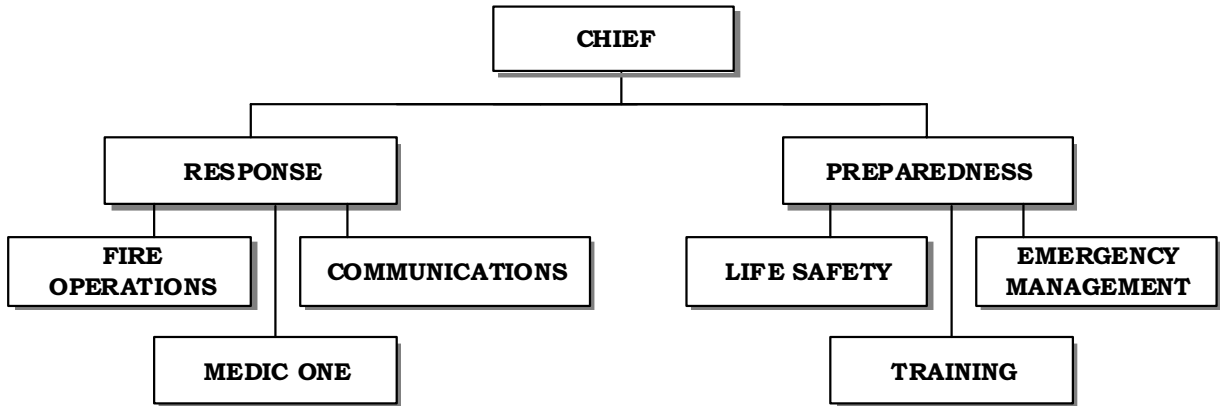 CHIEF
RESPONSE
PREPAREDNESS
FIRE
OPERATIONS
COMMUNICATIONS
LIFE SAFETY
EMERGENCY
MANAGEMENT
MEDIC ONE
TRAINING